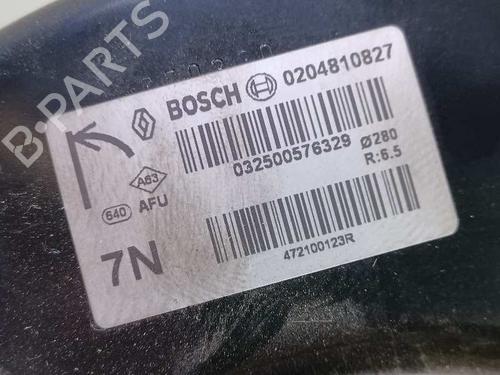 B-PARTS
BOSCH 0204810827
032500576329
Ø280
R:6.5
A63
640
AFU
7N
472100123R